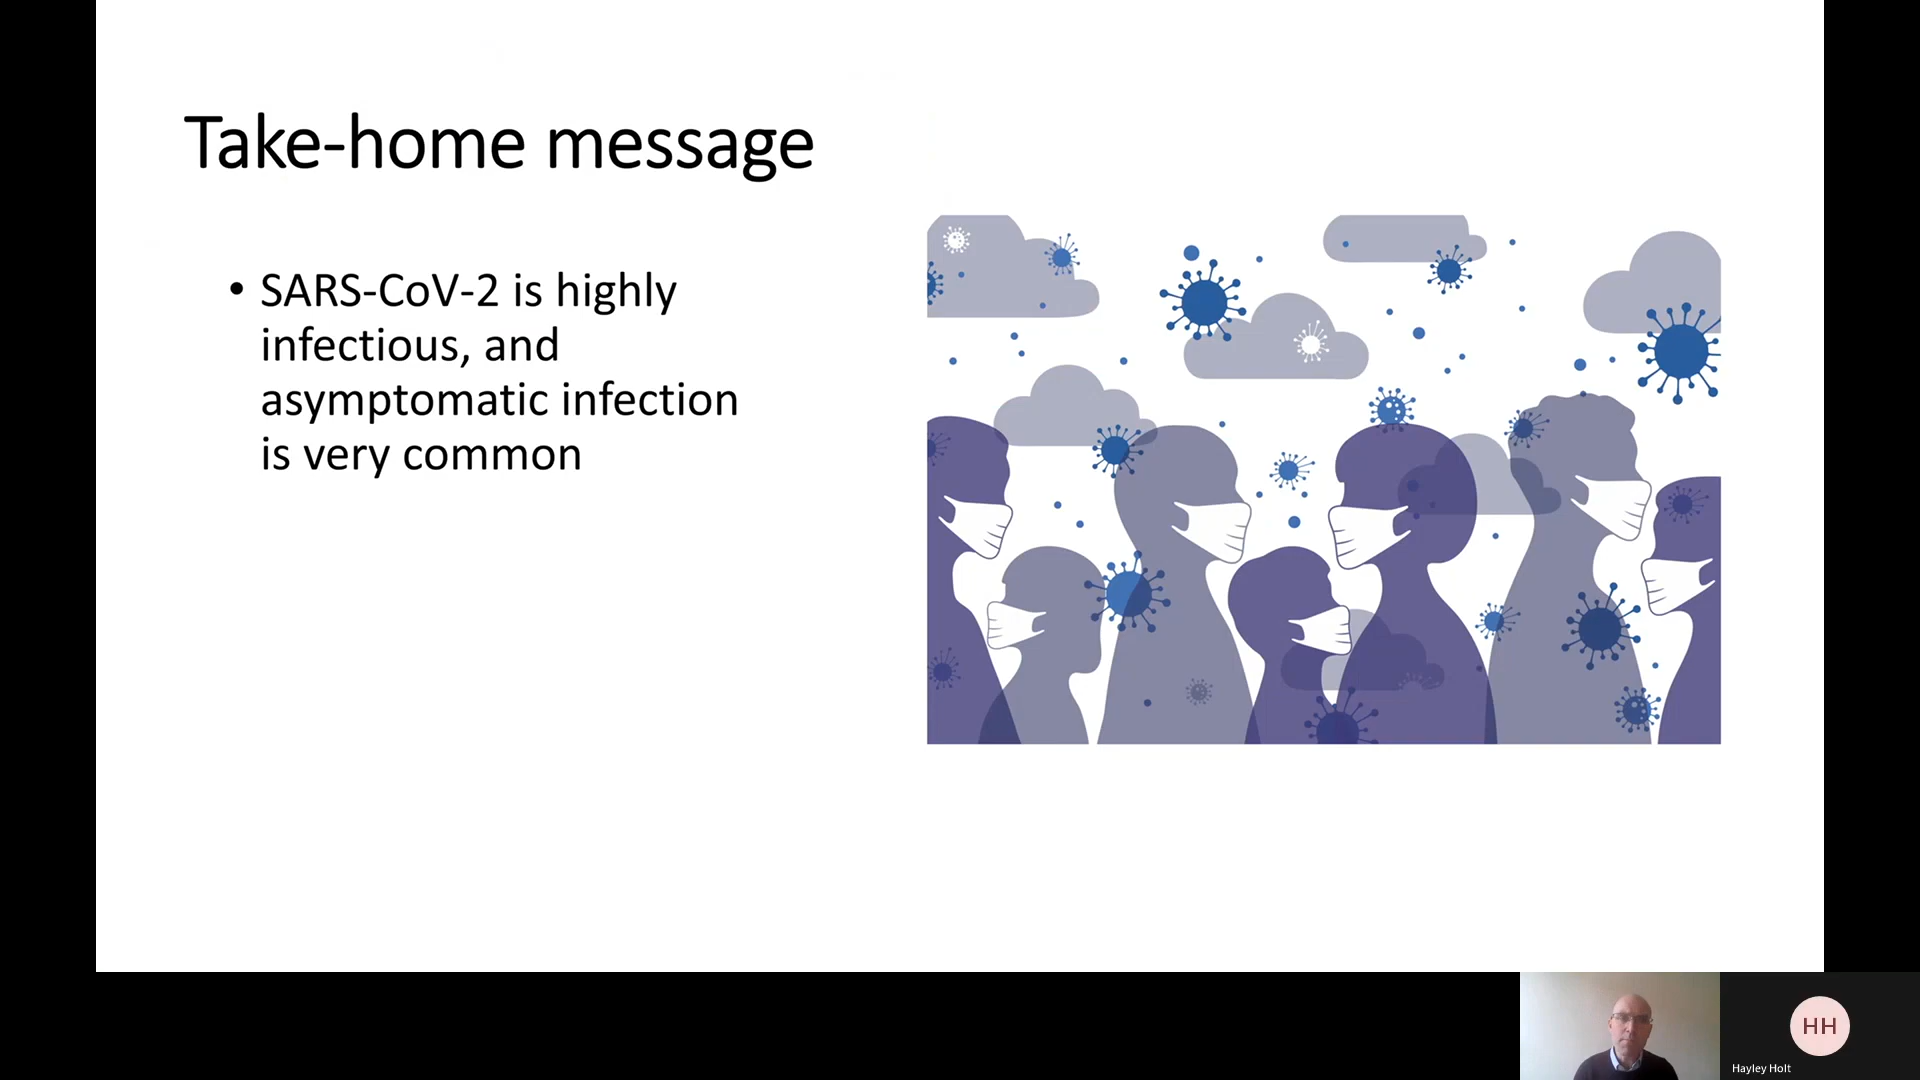 Take-home message
• SARS-CoV-2 is highly
infectious, and
asymptomatic infection
is very common
HH
Hayley Holt